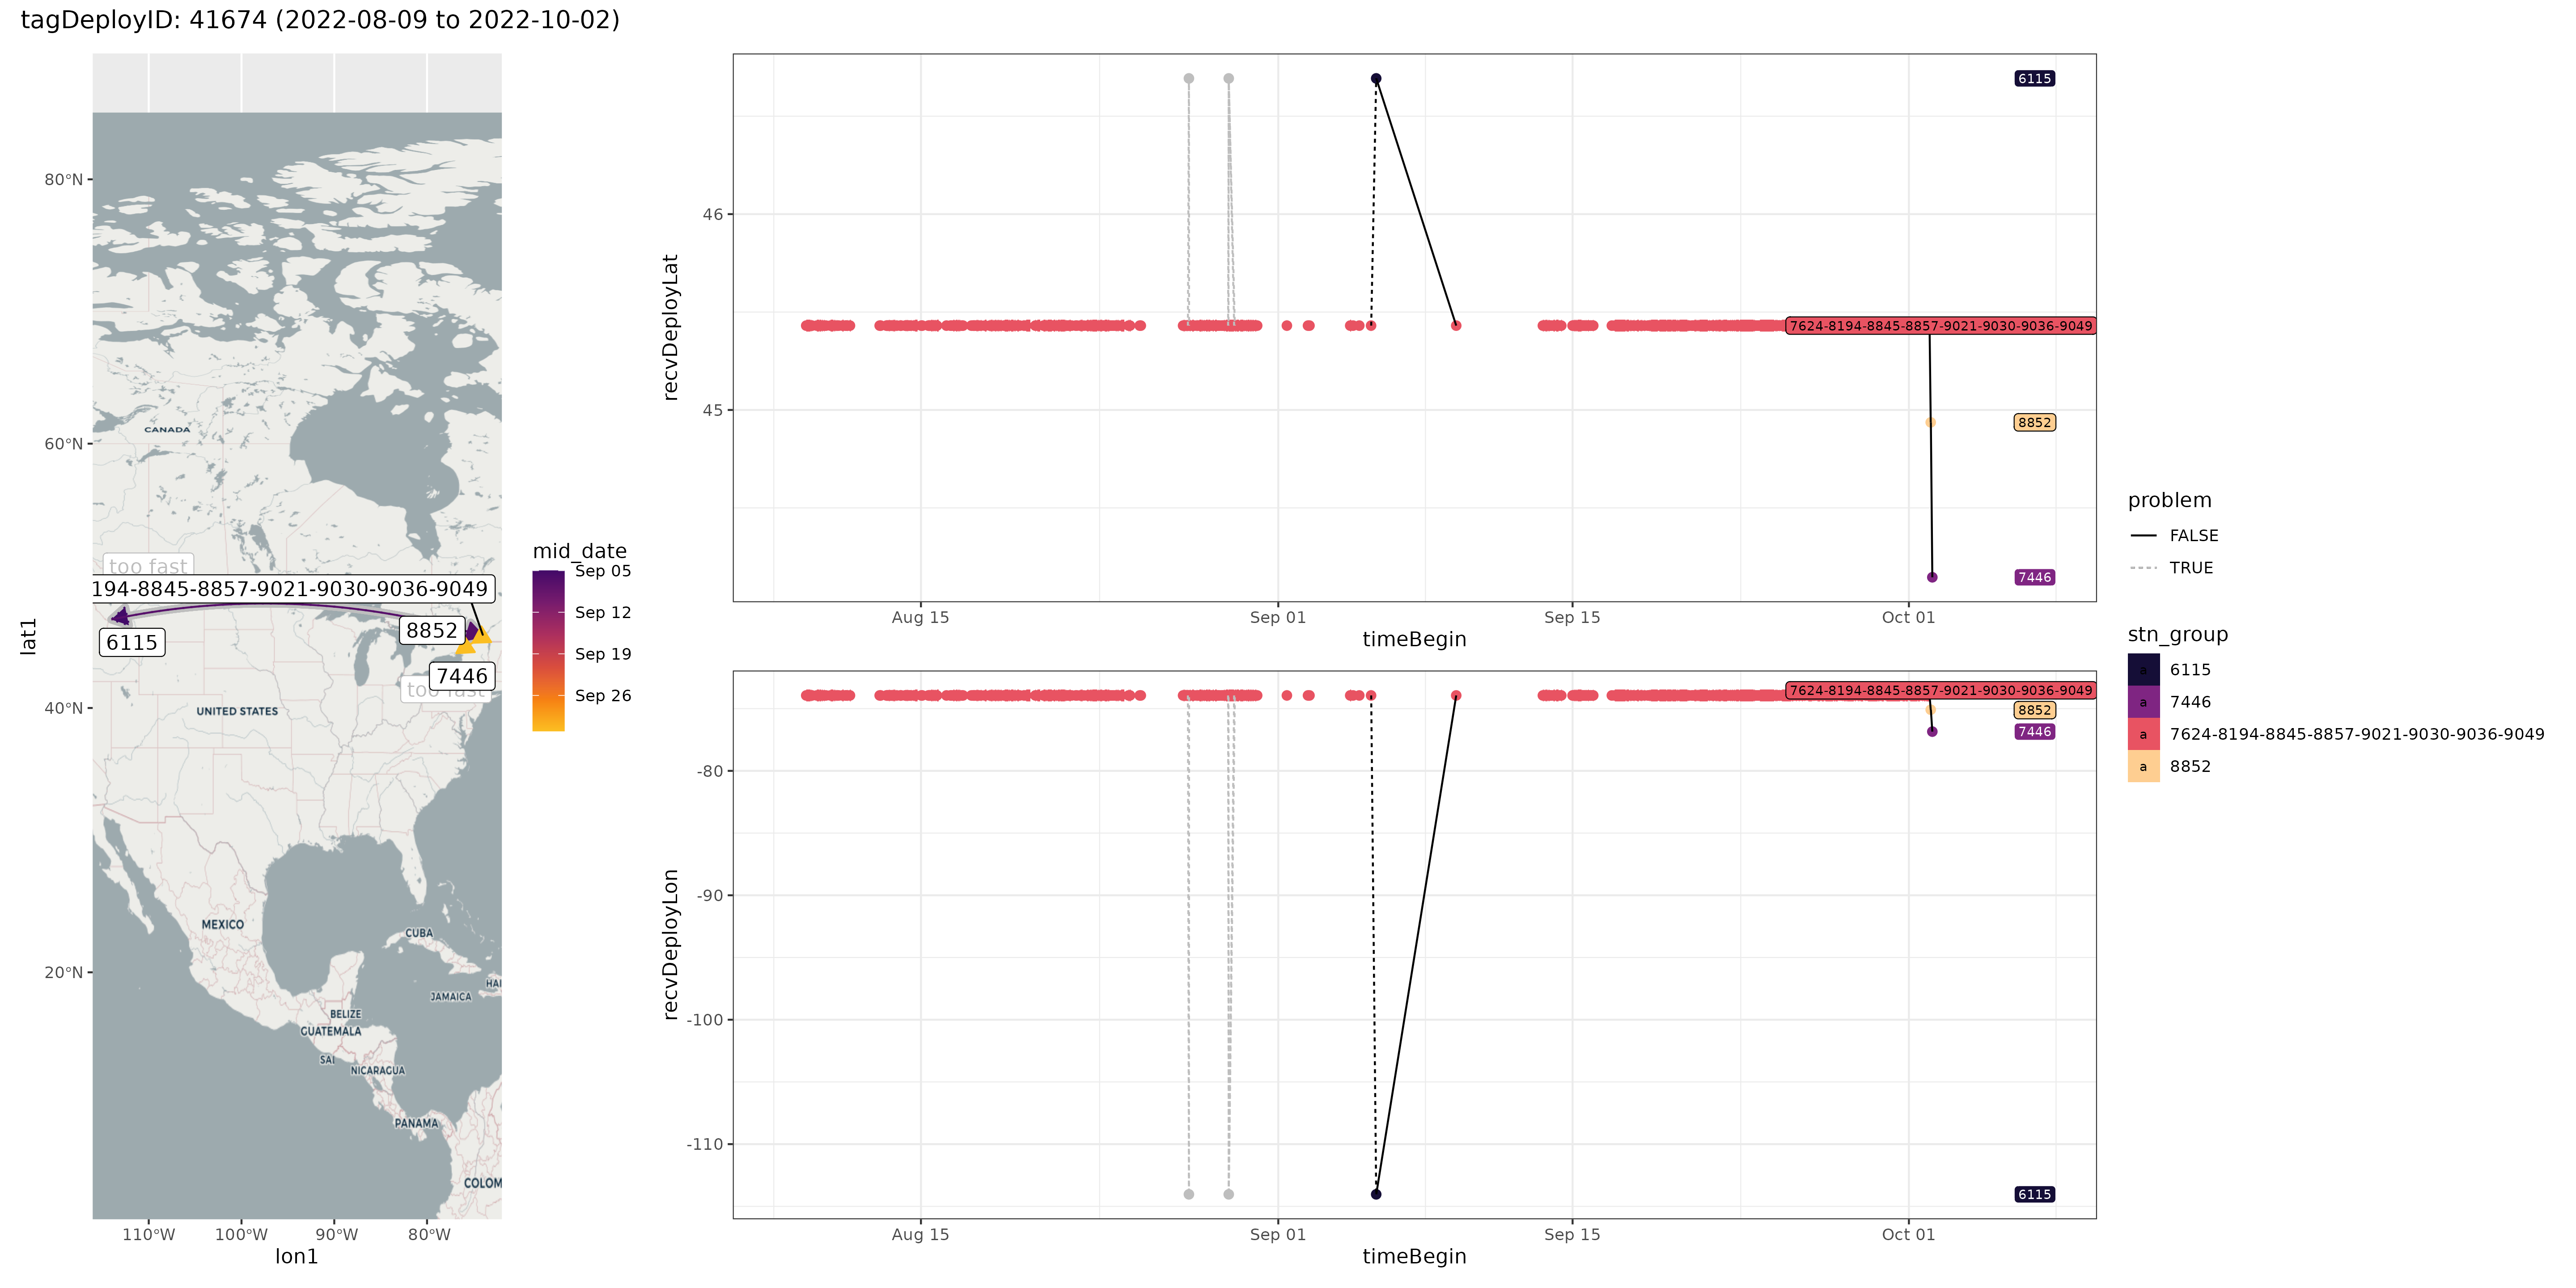 tagDeployID: 41674 (2022-08-09 to 2022-10-02)
lat1
80°N
60°N
40°N
20°N
CANADA
too fast
194-8845-8857-9021-9030-9036-9049
6115
8852
7446
too fast
UNITED STATES
MEXICO
CUBA
HAI
JAMAICA
BELIZE
GUATEMALA
SAL
NICARAGUA
PANAMA
COLOM
110°W
100°W
90°W
80°W
lon1
mid_date
Sep 05
Sep 12
Sep 19
Sep 26
recvDeployLat
46
45
6115
7624-8194-8845-8857-9021-9030-9036-9049
8852
7446
Aug 15
Sep 01
Sep 15
Oct 01
timeBegin
recvDeployLon
-80
-90
-100
-110
7624-8194-8845-8857-9021-9030-9036-9049
8852
7446
6115
Aug 15
Sep 01
Sep 15
Oct 01
timeBegin
problem
FALSE
TRUE
stn_group
a 6115
a 7446
a 7624-8194-8845-8857-9021-9030-9036-9049
a 8852